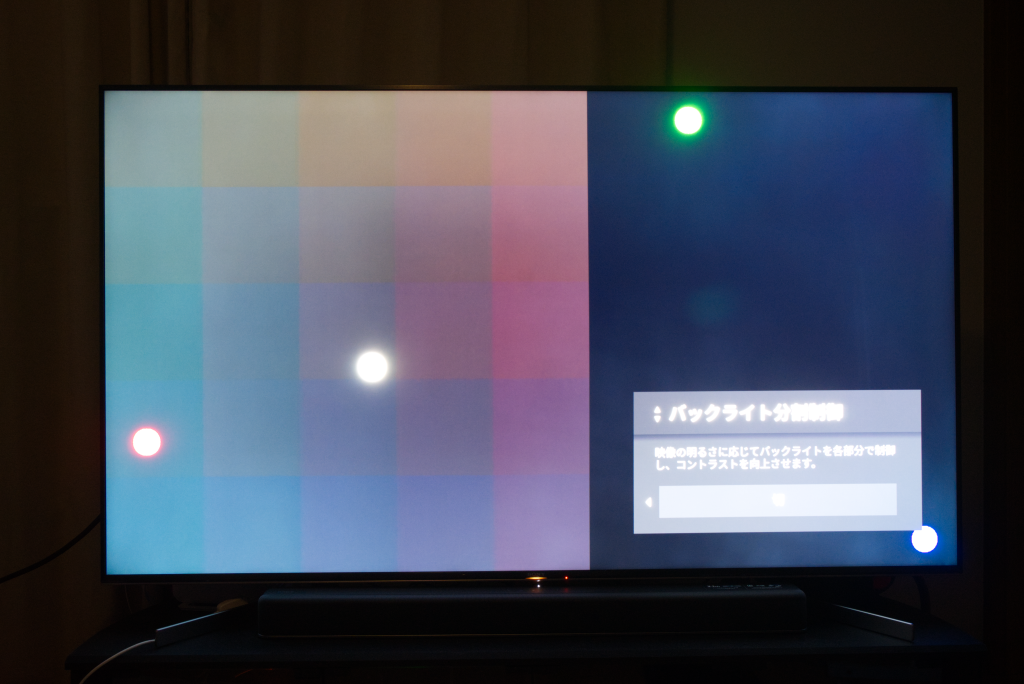 バックライト分割制御
映像の明るさに応じてバックライトを各部分で制御
し、コントラストを向上させます。